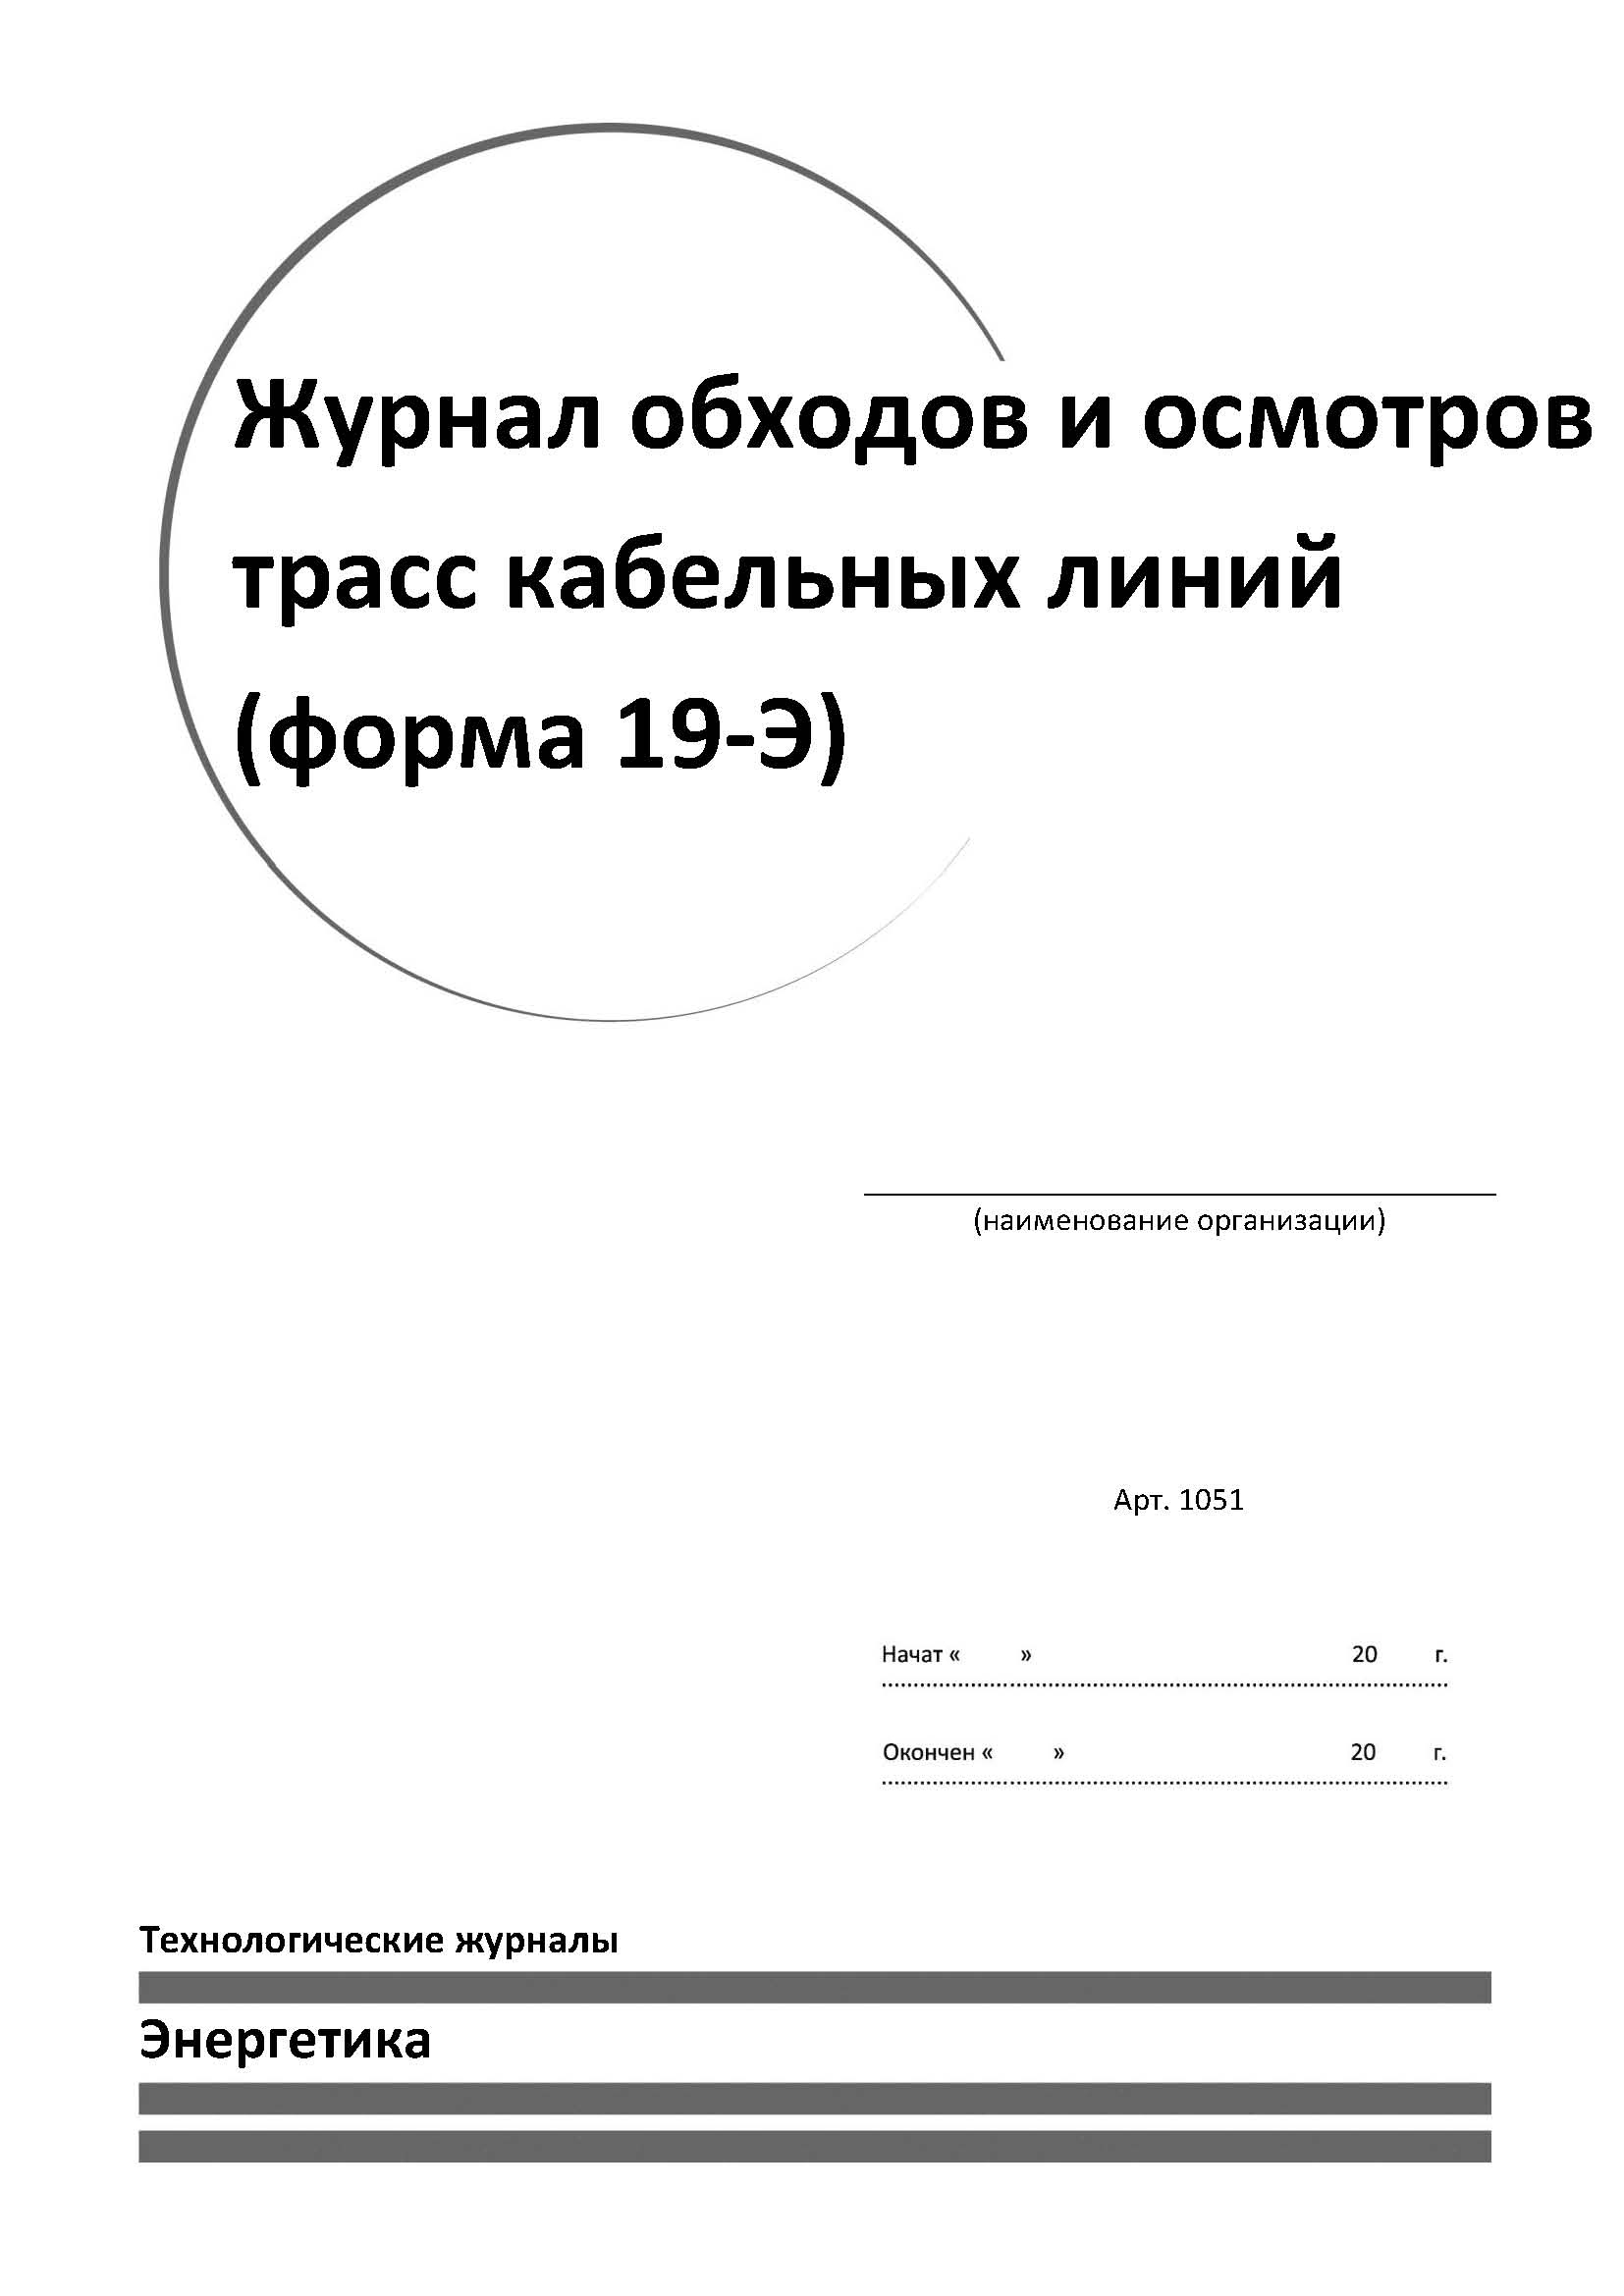 Журнал обходов и осмотров
трасс кабельных линий
(форма 19-Э)
(наименование организации)
Арт. 1051
Начат « » 20 г.
Окончен « » 20 г.
Технологические журналы
Энергетика